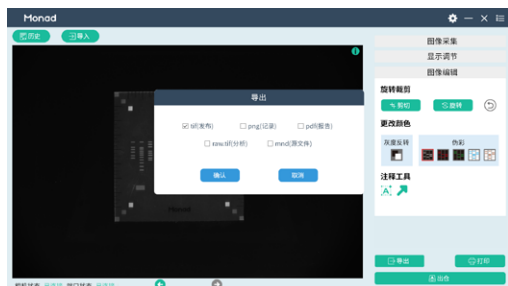 Monad
历史
导入
图像采集
显示调节
图像编辑
旋转裁剪
剪切
旋转
更改颜色
灰度反转
伪彩
注释工具
A
导出
tif(发布)
png(记录)
pdf(报告)
raw.tif(分析)
mnd(源文件)
确认
取消
Monad
导出
打印